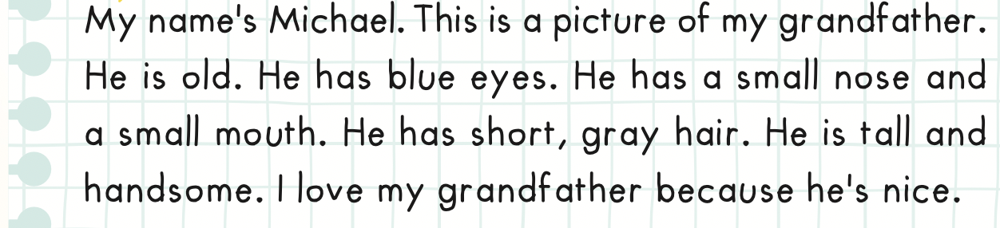 My name's Michael. This is a picture of my grandfather.
He is old. He has blue eyes. He has a small nose and
a small mouth. He has short, gray hair. He is tall and
handsome. I love my grandfather because he's nice.